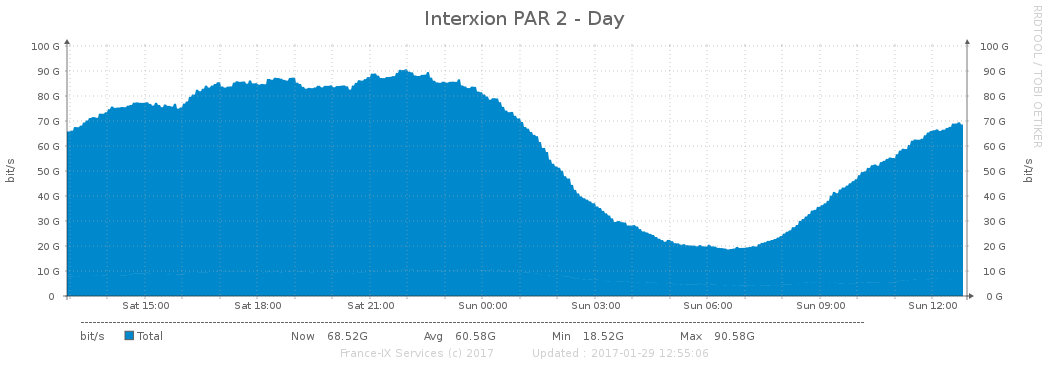 Interxion PAR 2 - Day
RRDTOOL / TOBI OETIKER
100 G 100 G
90 G 90 G
80 G 80 G
70 G 70 G
60 G 60 G
50 G 50 G
40 G 40 G
30 G 30 G
20 G 20 G
10 G 10 G
0 0 G
bit/s bit/s
Sat 15:00 Sat 18:00 Sat 21:00 Sun 00:00 Sun 03:00 Sun 06:00 Sun 09:00 Sun 12:00
bit/s Total Now 68.52G Avg 60.58G Min 18.52G Max 90.58G
France-IX Services (c) 2017 Updated : 2017-01-29 12:55:06